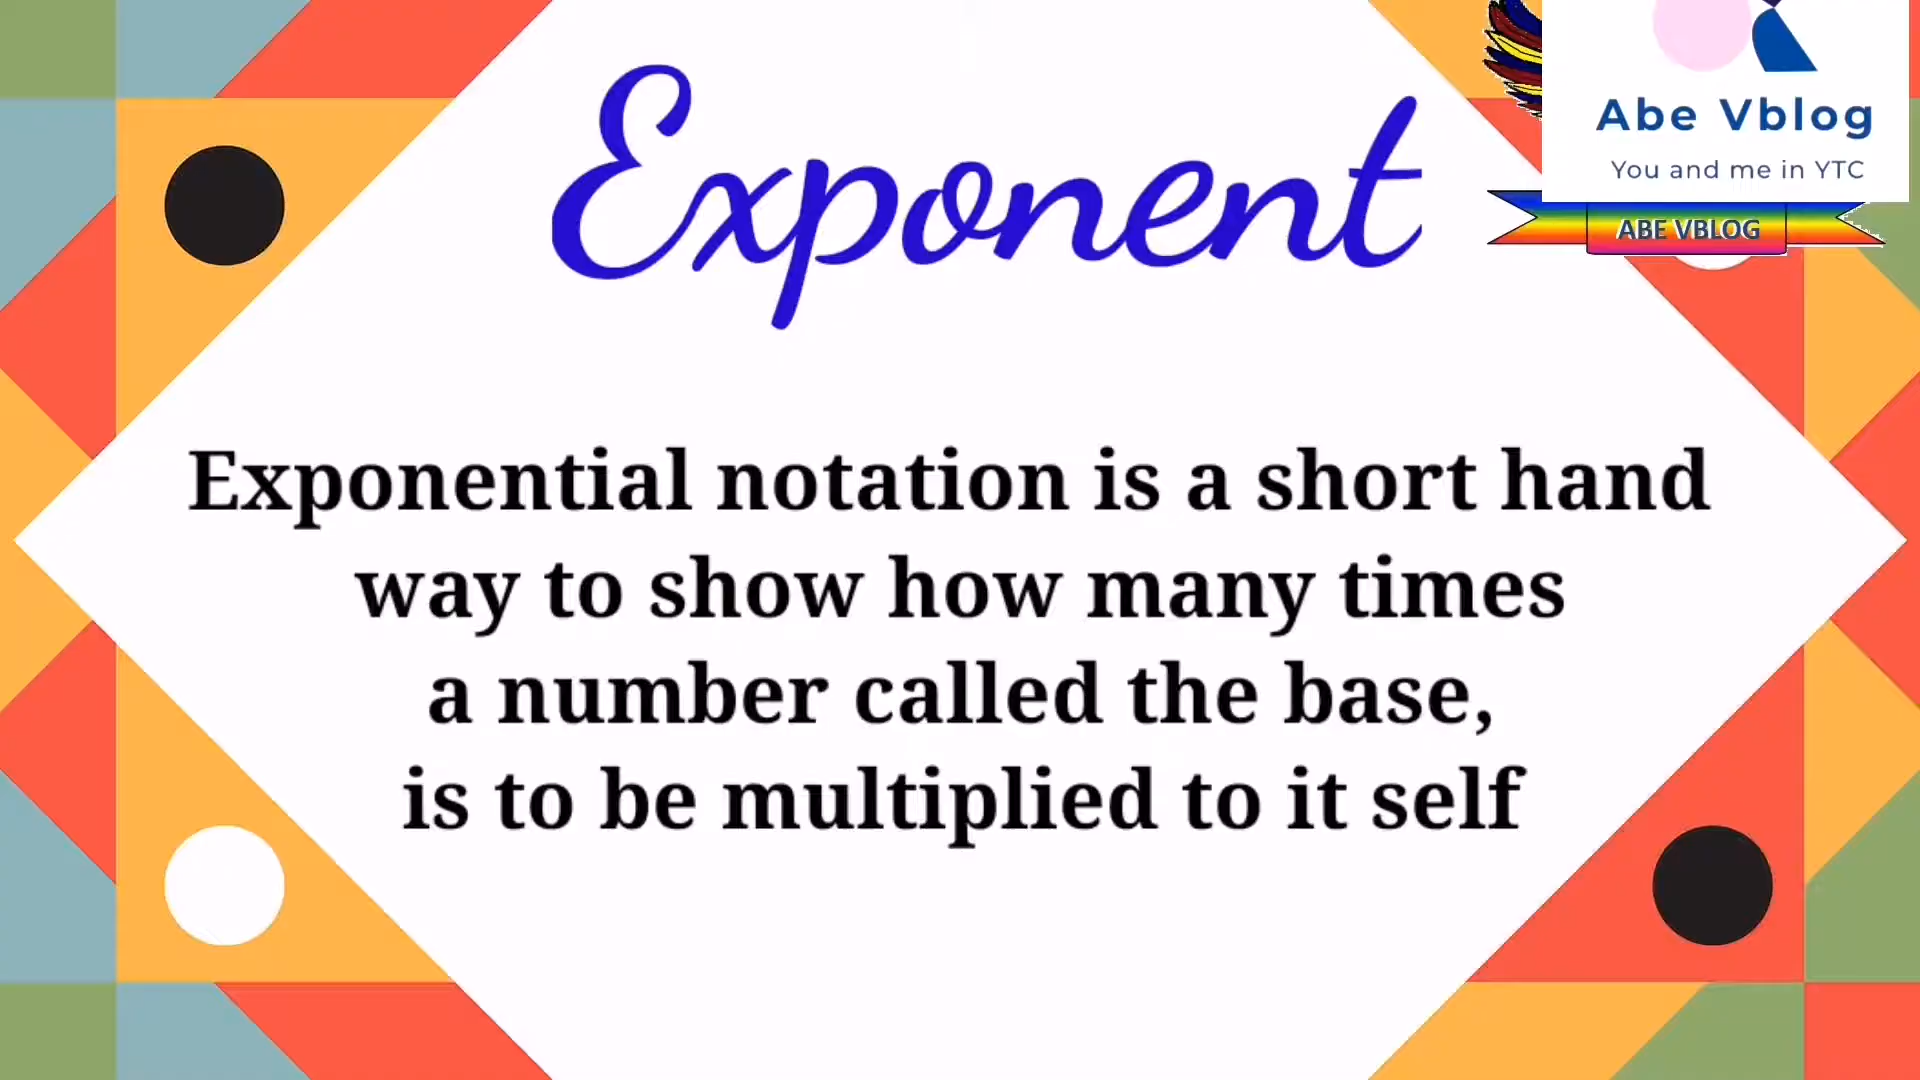 Exponent
Abe Vblog
You and me in YTC
ABE VBLOG
Exponential notation is a short hand
way to show how many times
a number called the base,
is to be multiplied to it self